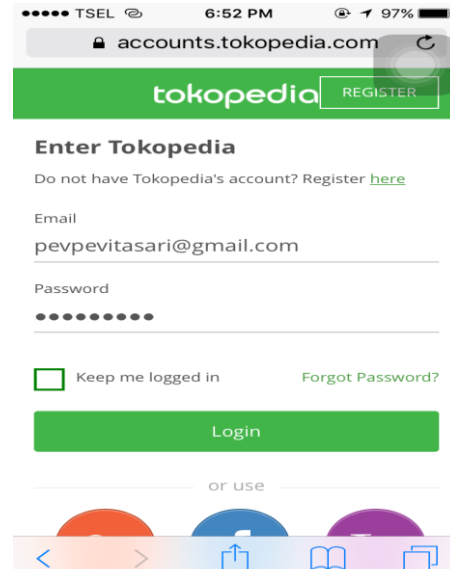 TSEL 6:52 PM 97%
accounts.tokopedia.com
tokopedia REGISTER
Enter Tokopedia
Do not have Tokopedia's account? Register here
Email
pevpevitasari@gmail.com
Password
•••••••••
Keep me logged in Forgot Password?
Login
or use